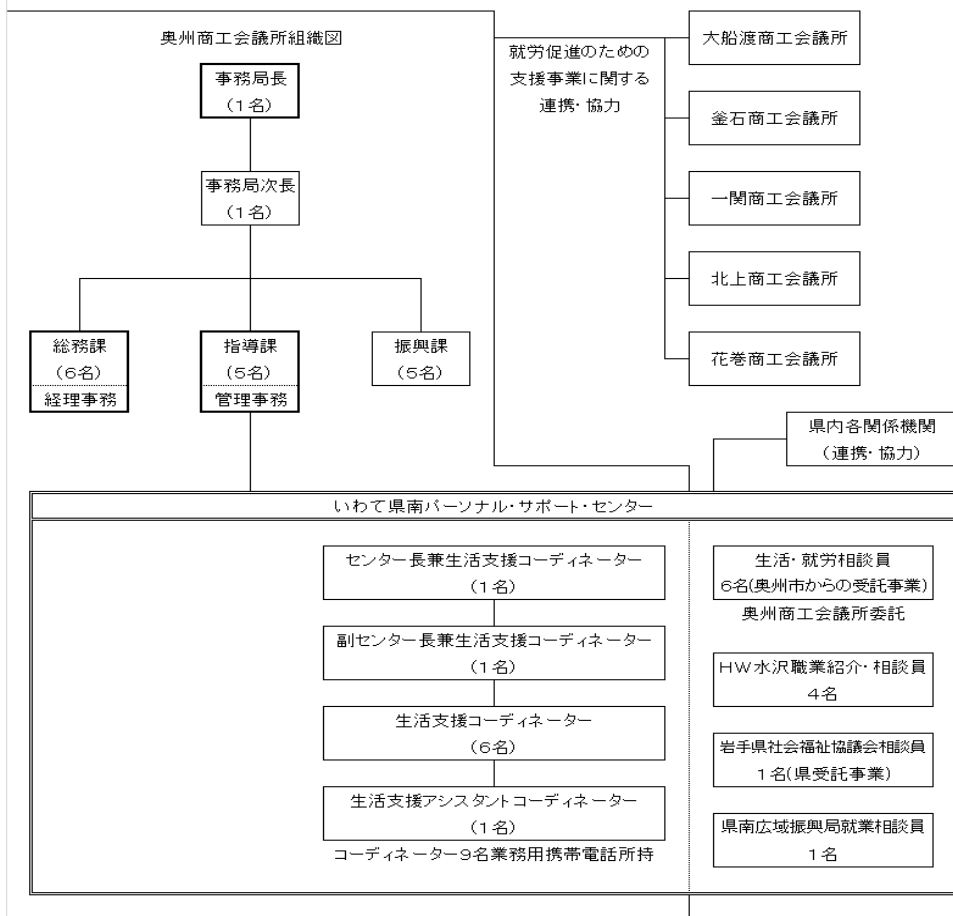 奥州商工会議所組織図
事務局長
(１名)
事務局次長
(１名)
総務課
(６名)
経理事務
指導課
(５名)
管理事務
振興課
(５名)
就労促進のための
支援事業に関する
連携・協力
大船渡商工会議所
釜石商工会議所
一関商工会議所
北上商工会議所
花巻商工会議所
県内各関係機関
(連携・協力)
いわて県南パーソナル・サポート・センター
センター長兼生活支援コーディネーター
(１名)
副センター長兼生活支援コーディネーター
(１名)
生活支援コーディネーター
(６名)
生活支援アシスタントコーディネーター
(１名)
コーディネーター９名業務用携帯電話所持
生活・就労相談員
６名(奥州市からの受託事業)
奥州商工会議所委託
ＨＷ水沢職業紹介・相談員
４名
岩手県社会福祉協議会相談員
１名(県受託事業)
県南広域振興局就業相談員
１名